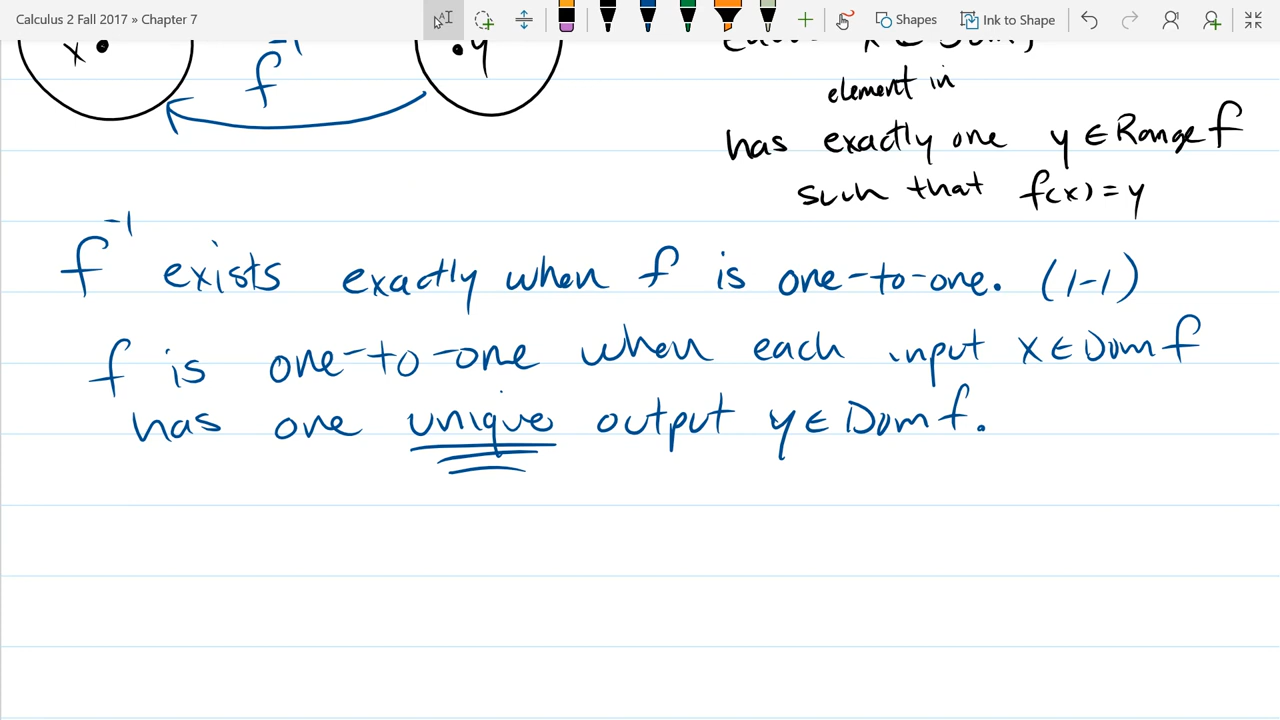 Calculus 2 Fall 2017 » Chapter 7
Shapes
Ink to Shape
x
f⁻¹
y
element in
has exactly one y ∈ Range f
such that f(x) = y
f⁻¹ exists exactly when f is one-to-one. (1-1)
f is one-to-one when each input x ∈ Dom f
has one unique output y ∈ Dom f.